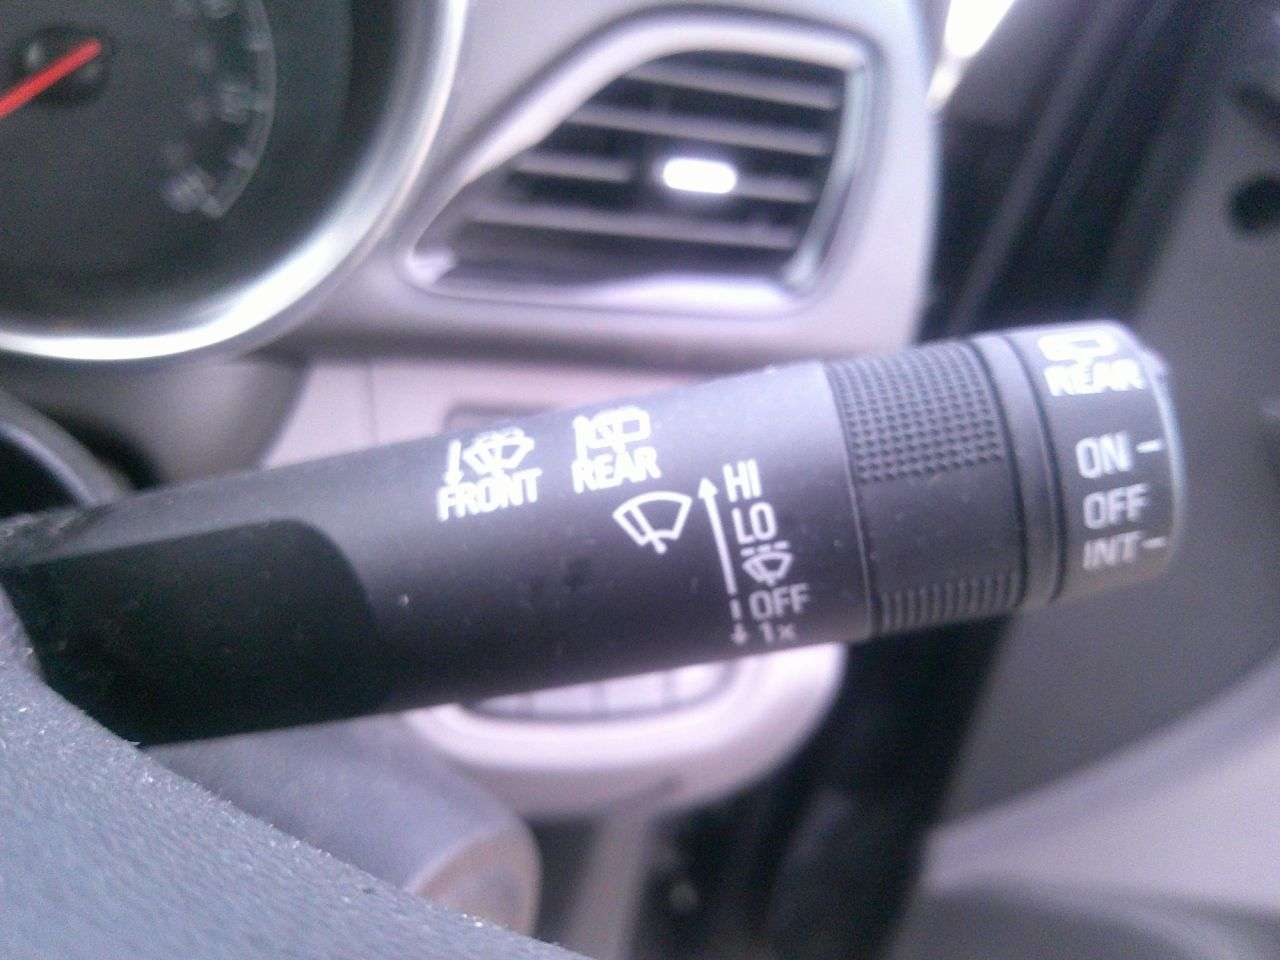 FRONT
REAR
HI
LO
OFF
1x
REAR
ON
OFF
INT